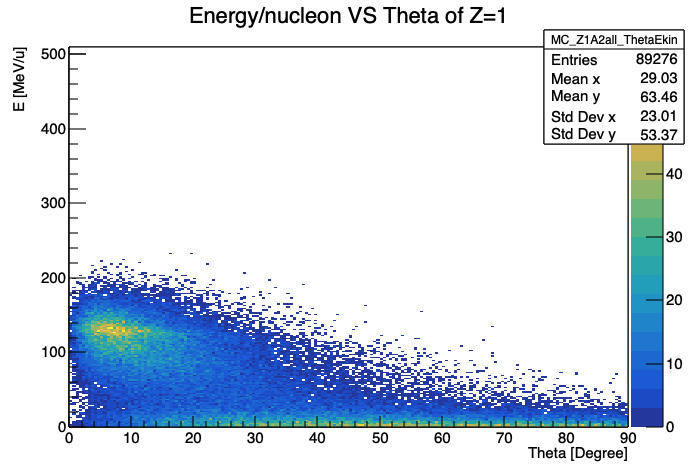 Energy/nucleon VS Theta of Z=1
MC_Z1A2all_ThetaEkin
Entries 89276
Mean x 29.03
Mean y 63.46
Std Dev x 23.01
Std Dev y 53.37
E [MeV/u]
500
400
300
200
100
0
0 10 20 30 40 50 60 70 80 90
Theta [Degree]
40
30
20
10
0